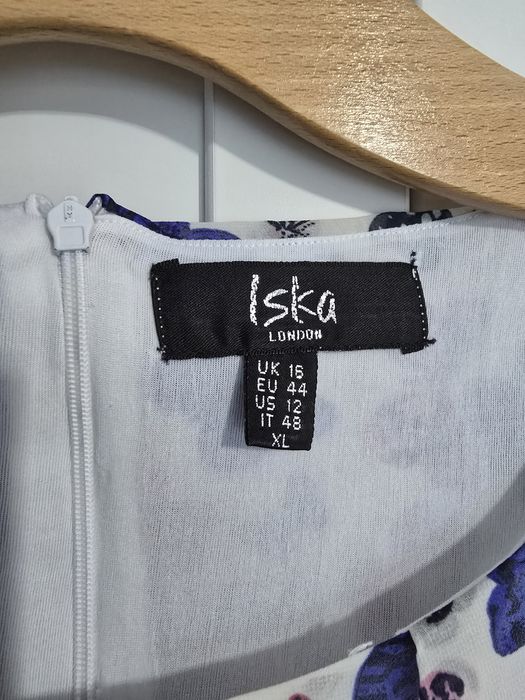 Iska
LONDON
UK 16
EU 44
US 12
IT 48
XL